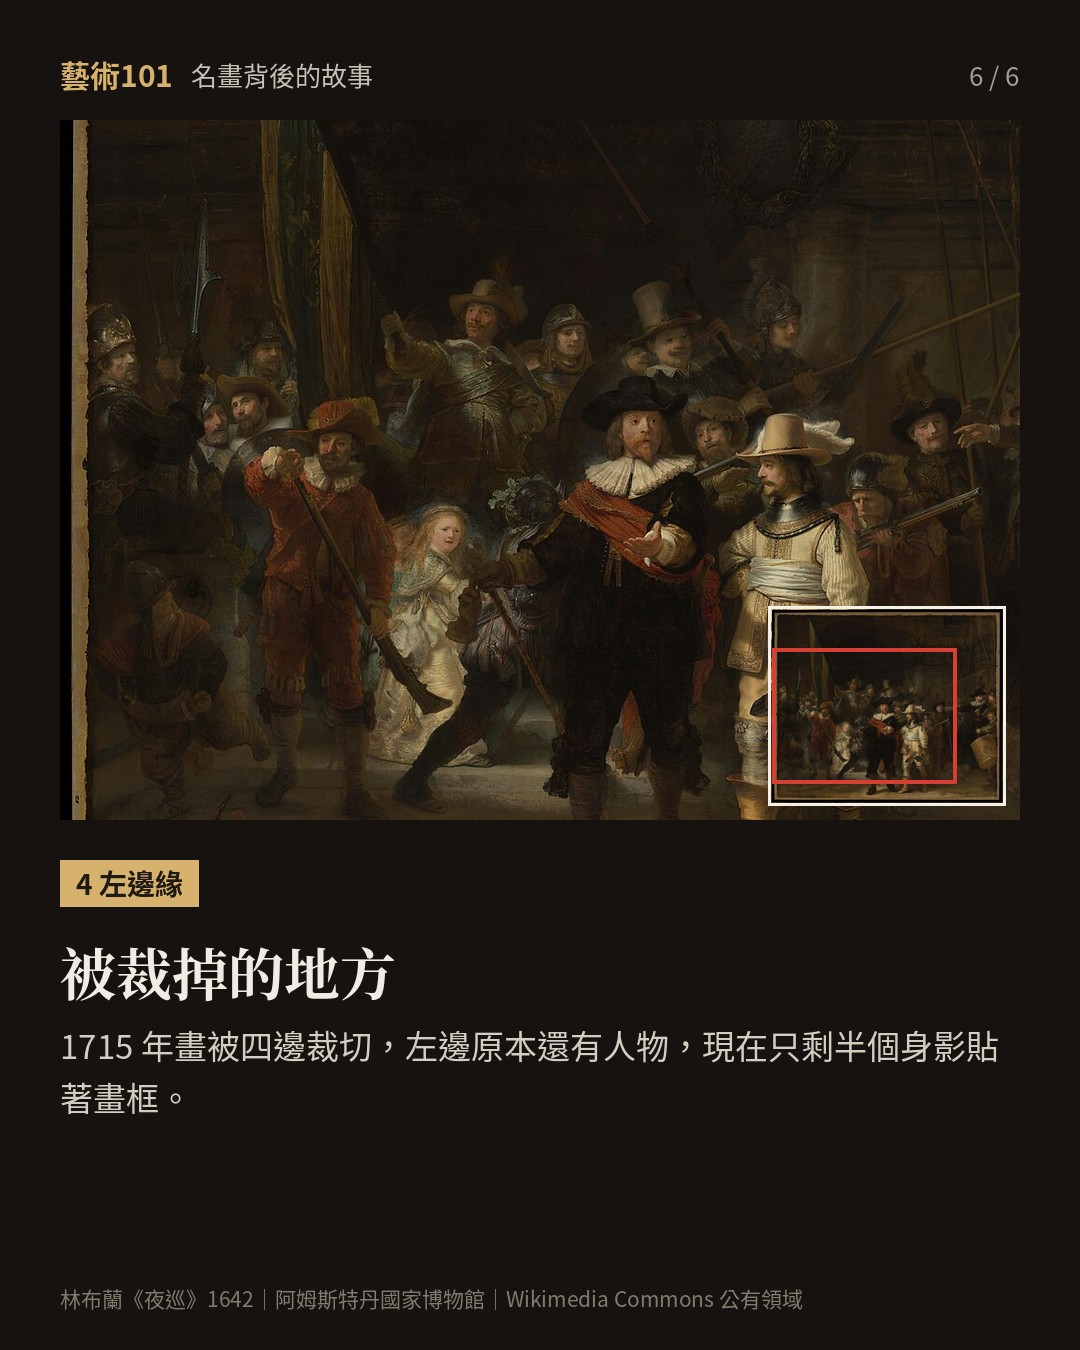 藝術101 名畫背後的故事 6 / 6
4 左邊緣
被裁掉的地方
1715 年畫被四邊裁切，左邊原本還有人物，現在只剩半個身影貼
著畫框。
林布蘭《夜巡》1642｜阿姆斯特丹國家博物館｜Wikimedia Commons 公有領域